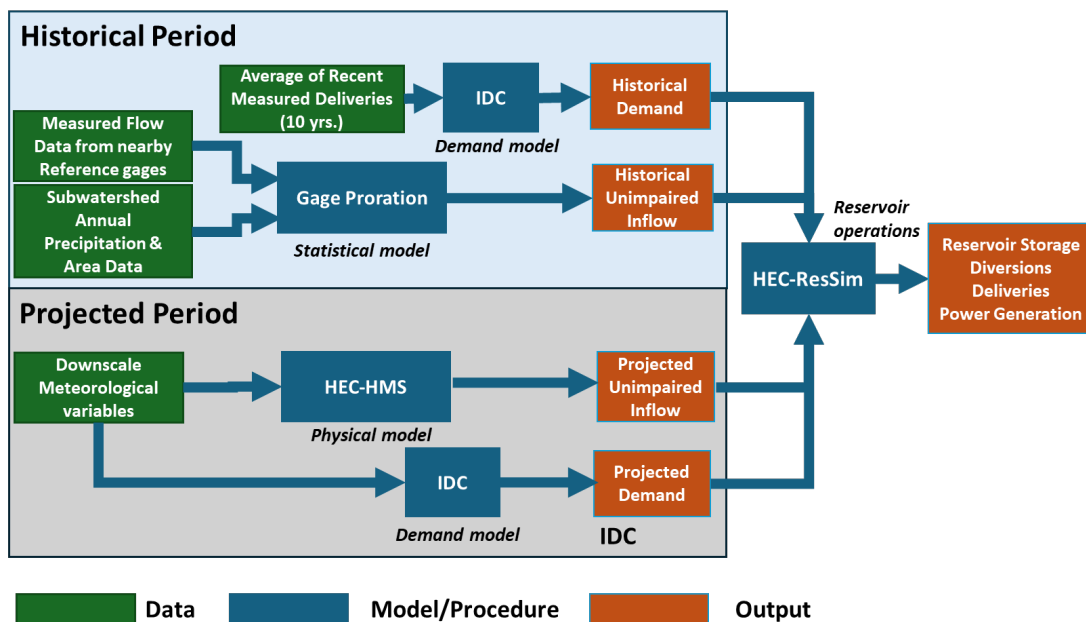 Historical Period
Average of Recent
Measured Deliveries
(10 yrs.)
IDC
Demand model
Historical
Demand
Measured Flow
Data from nearby
Reference gages
Subwatershed
Annual
Precipitation &
Area Data
Gage Proration
Statistical model
Historical
Unimpaired
Inflow
Reservoir
operations
HEC-ResSim
Reservoir Storage
Diversions
Deliveries
Power Generation
Projected Period
Downscale
Meteorological
variables
HEC-HMS
Physical model
Projected
Unimpaired
Inflow
IDC
Demand model
Projected
Demand
IDC
Data
Model/Procedure
Output